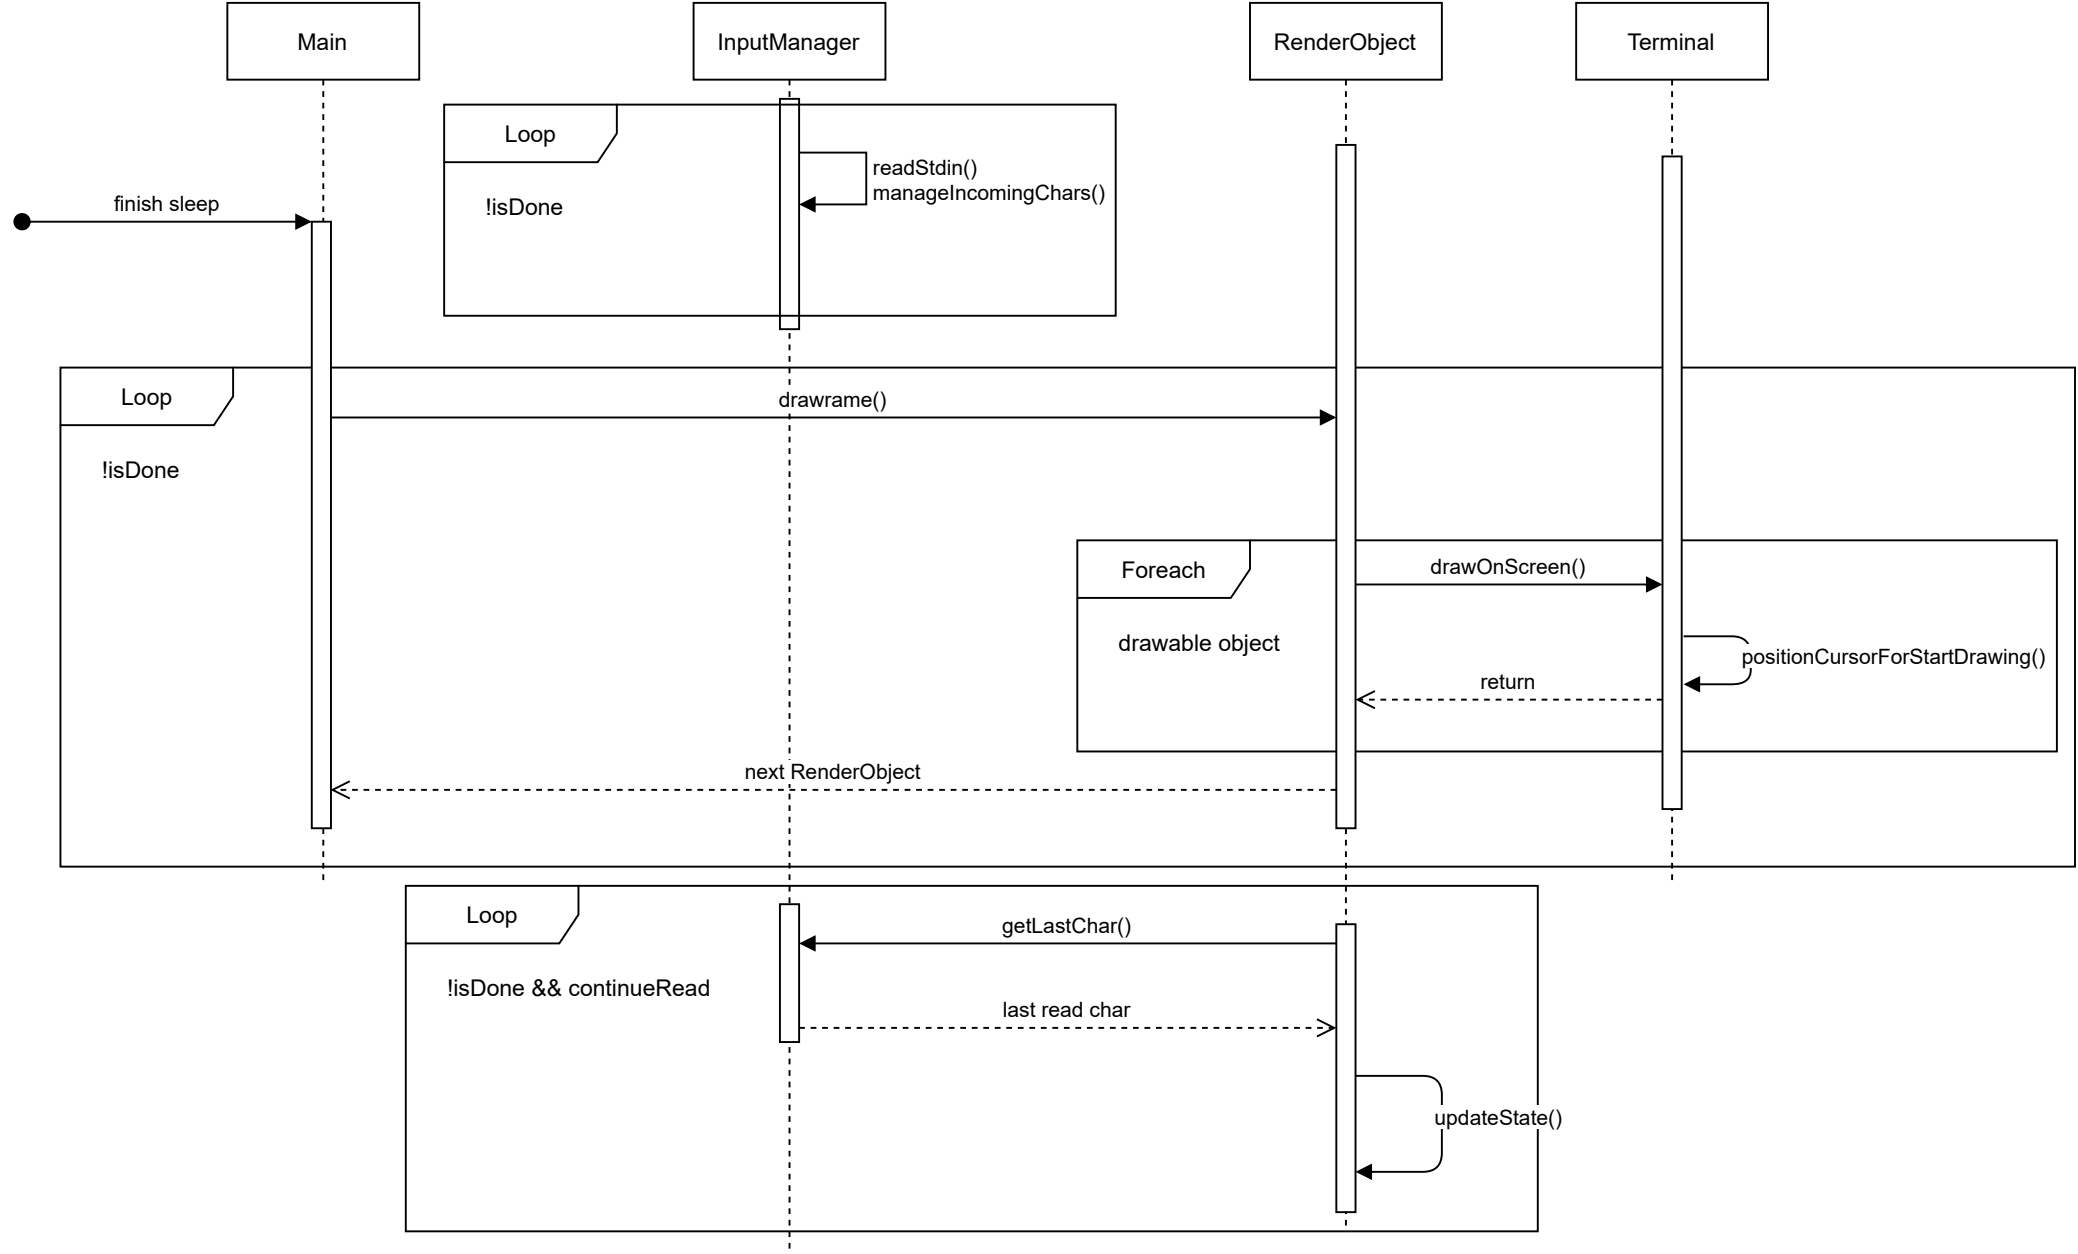 Main
InputManager
RenderObject
Terminal
Loop
readStdin()
manageIncomingChars()
!isDone
finish sleep
Loop
drawrame()
!isDone
Foreach
drawOnScreen()
drawable object
positionCursorForStartDrawing()
return
next RenderObject
Loop
getLastChar()
!isDone && continueRead
last read char
updateState()